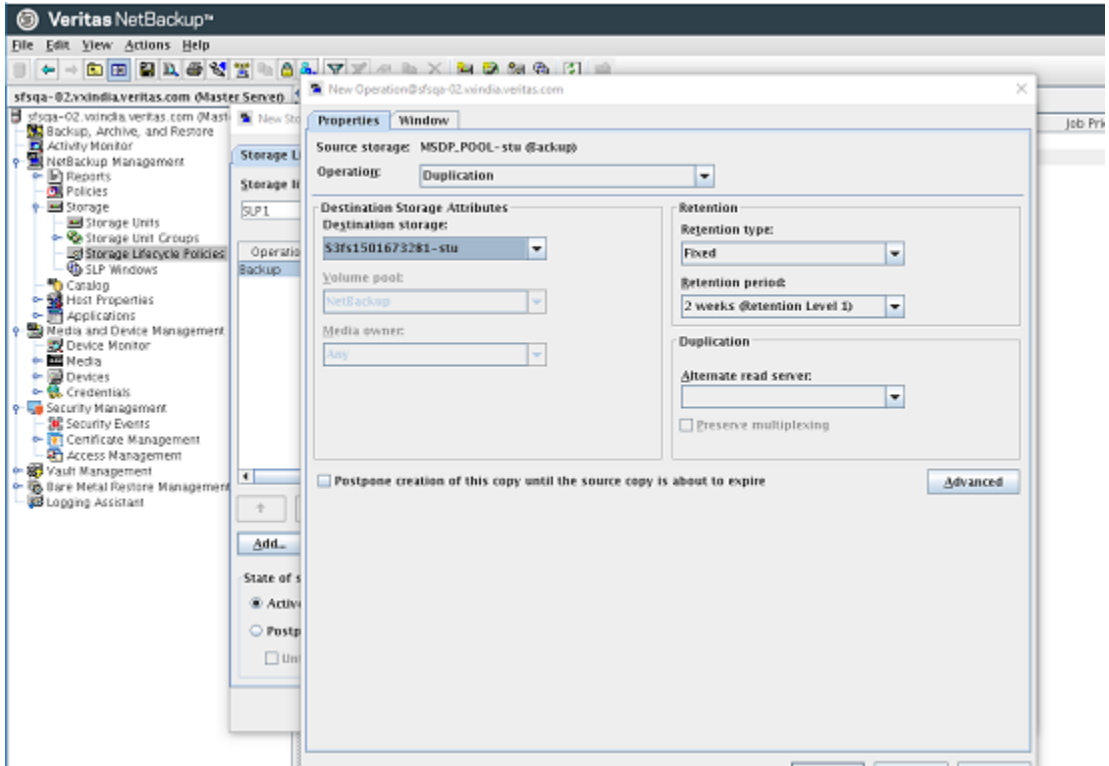 Veritas NetBackup™
File Edit View Actions Help
sfsqa-02.vxindia.veritas.com (Master Server)
sfsqa-02.vxindia.veritas.com (Mast
Backup, Archive, and Restore
Activity Monitor
NetBackup Management
Reports
Policies
Storage
Storage Units
Storage Unit Groups
Storage Lifecycle Policies
SLP Windows
Catalog
Host Properties
Applications
Media and Device Management
Device Monitor
Media
Devices
Credentials
Security Management
Security Events
Certificate Management
Access Management
Vault Management
Bare Metal Restore Management
Logging Assistant
New Sto
Storage L
Storage li
SLP1
Operatio
Backup
Add...
State of s
Active
Postp
Unt
New Operation@sfsqa-02.vxindia.veritas.com
Properties Window
Source storage: MSDP_POOL-stu (Backup)
Operation: Duplication
Destination Storage Attributes
Destination storage:
S3fs1501673281-stu
Volume pool:
NetBackup
Media owner:
Any
Retention
Retention type:
Fixed
Retention period:
2 weeks (Retention Level 1)
Duplication
Alternate read server:
Preserve multiplexing
Postpone creation of this copy until the source copy is about to expire
Advanced
Job Pri